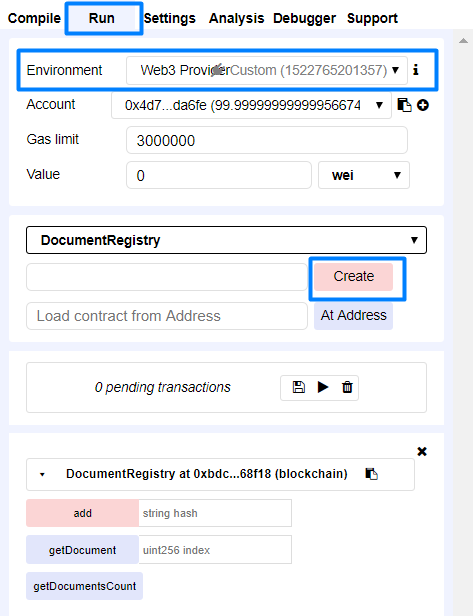 Compile Run Settings Analysis Debugger Support
Environment Web3 Provider Custom (1522765201357) ▼ i
Account 0x4d7...da6fe (99.99999999999956674 ▼
Gas limit 3000000
Value 0 wei ▼
DocumentRegistry ▼
Create
Load contract from Address At Address
0 pending transactions
DocumentRegistry at 0xbdc...68f18 (blockchain)
add string hash
getDocument uint256 index
getDocumentsCount